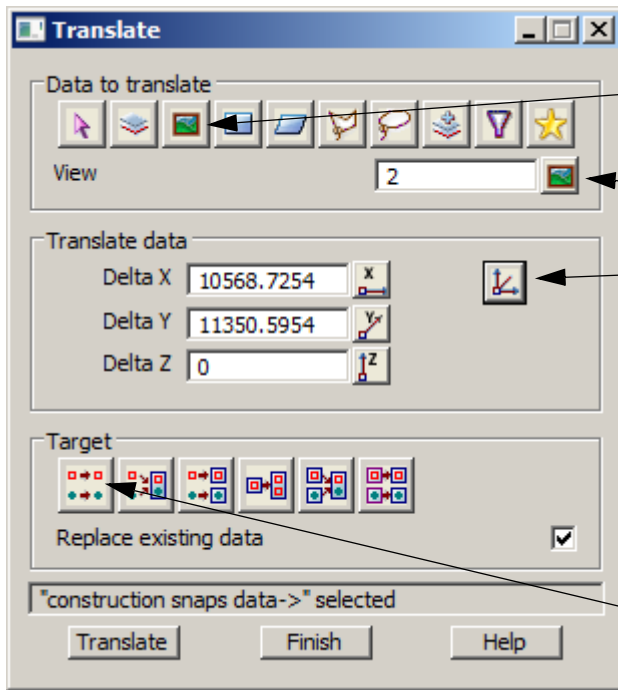 Translate
Data to translate
View 2
Translate data
Delta X 10568.7254 X
Delta Y 11350.5954 Y
Delta Z 0 Z
Target
Replace existing data
"construction snaps data->" selected
Translate Finish Help